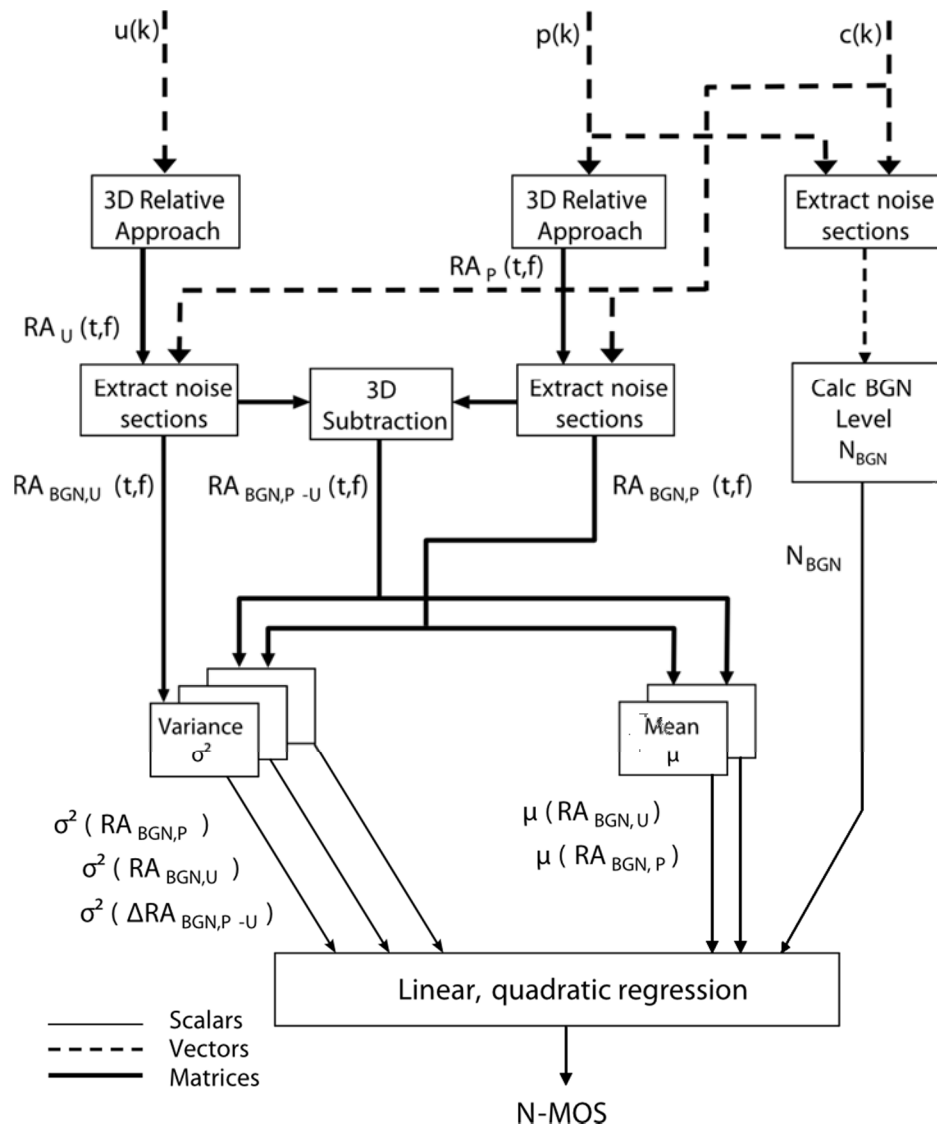 u(k)
p(k)
c(k)
3D Relative
Approach
3D Relative
Approach
Extract noise
sections
RA P (t,f)
RA U (t,f)
Extract noise
sections
3D
Subtraction
Extract noise
sections
Calc BGN
Level
N BGN
RA BGN,U (t,f)
RA BGN,P -U (t,f)
RA BGN,P (t,f)
N BGN
Variance
σ²
Mean
μ
σ² ( RA BGN,P )
σ² ( RA BGN,U )
σ² ( ΔRA BGN,P -U )
μ ( RA BGN, U )
μ ( RA BGN, P )
Linear, quadratic regression
Scalars
Vectors
Matrices
N-MOS